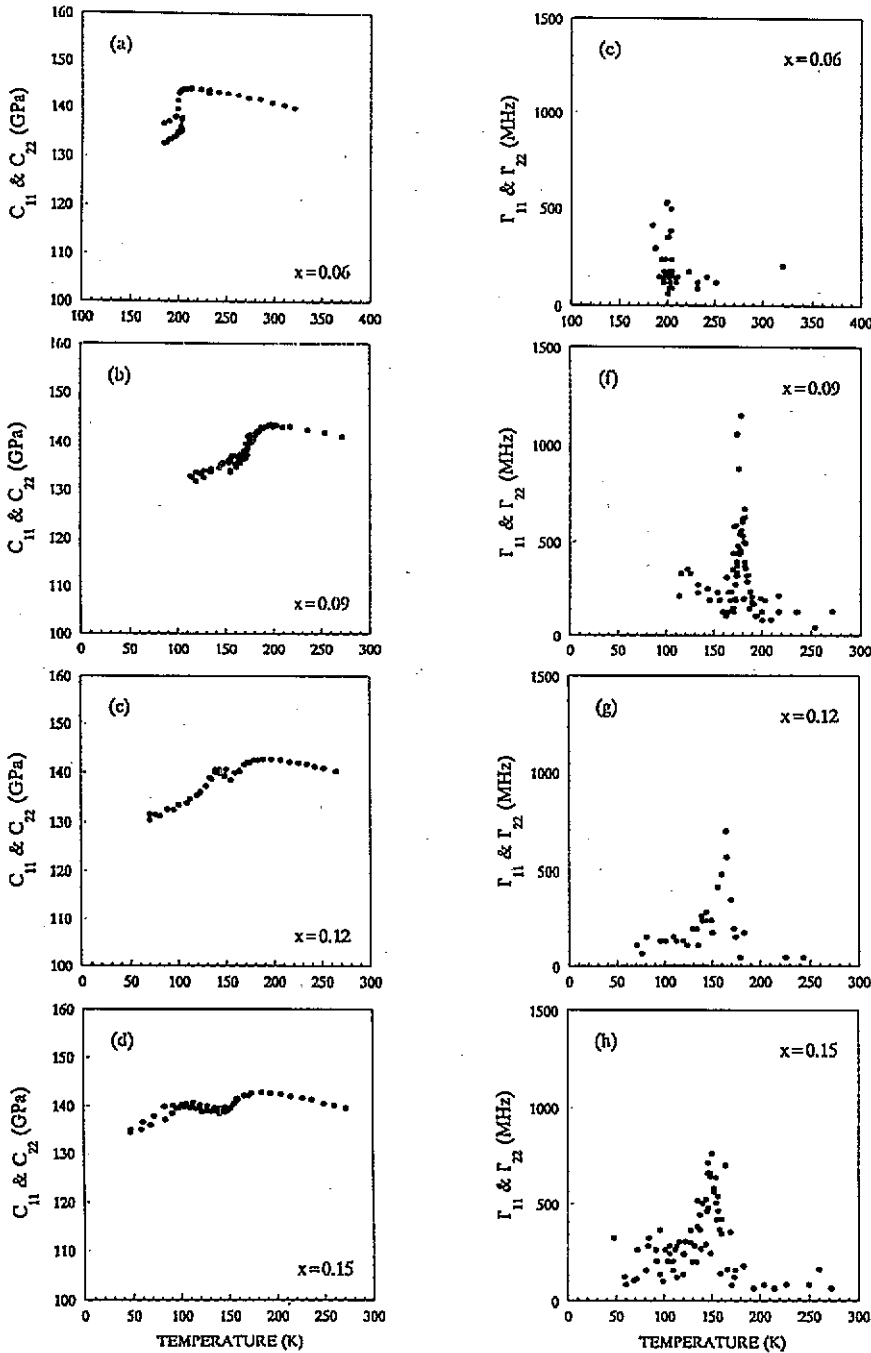 160
150
140
130
120
110
100
C₁₁ & C₂₂ (GPa)
(a)
x=0.06
100 150 200 250 300 350 400
1500
1000
500
0
Γ₁₁ & Γ₂₂ (MHz)
(e)
x=0.06
100 150 200 250 300 350 400
160
150
140
130
120
110
100
C₁₁ & C₂₂ (GPa)
(b)
x=0.09
0 50 100 150 200 250 300
1500
1000
500
0
Γ₁₁ & Γ₂₂ (MHz)
(f)
x=0.09
0 50 100 150 200 250 300
160
150
140
130
120
110
100
C₁₁ & C₂₂ (GPa)
(c)
x=0.12
0 50 100 150 200 250 300
1500
1000
500
0
Γ₁₁ & Γ₂₂ (MHz)
(g)
x=0.12
0 50 100 150 200 250 300
160
150
140
130
120
110
100
C₁₁ & C₂₂ (GPa)
(d)
x=0.15
0 50 100 150 200 250 300
TEMPERATURE (K)
1500
1000
500
0
Γ₁₁ & Γ₂₂ (MHz)
(h)
x=0.15
0 50 100 150 200 250 300
TEMPERATURE (K)